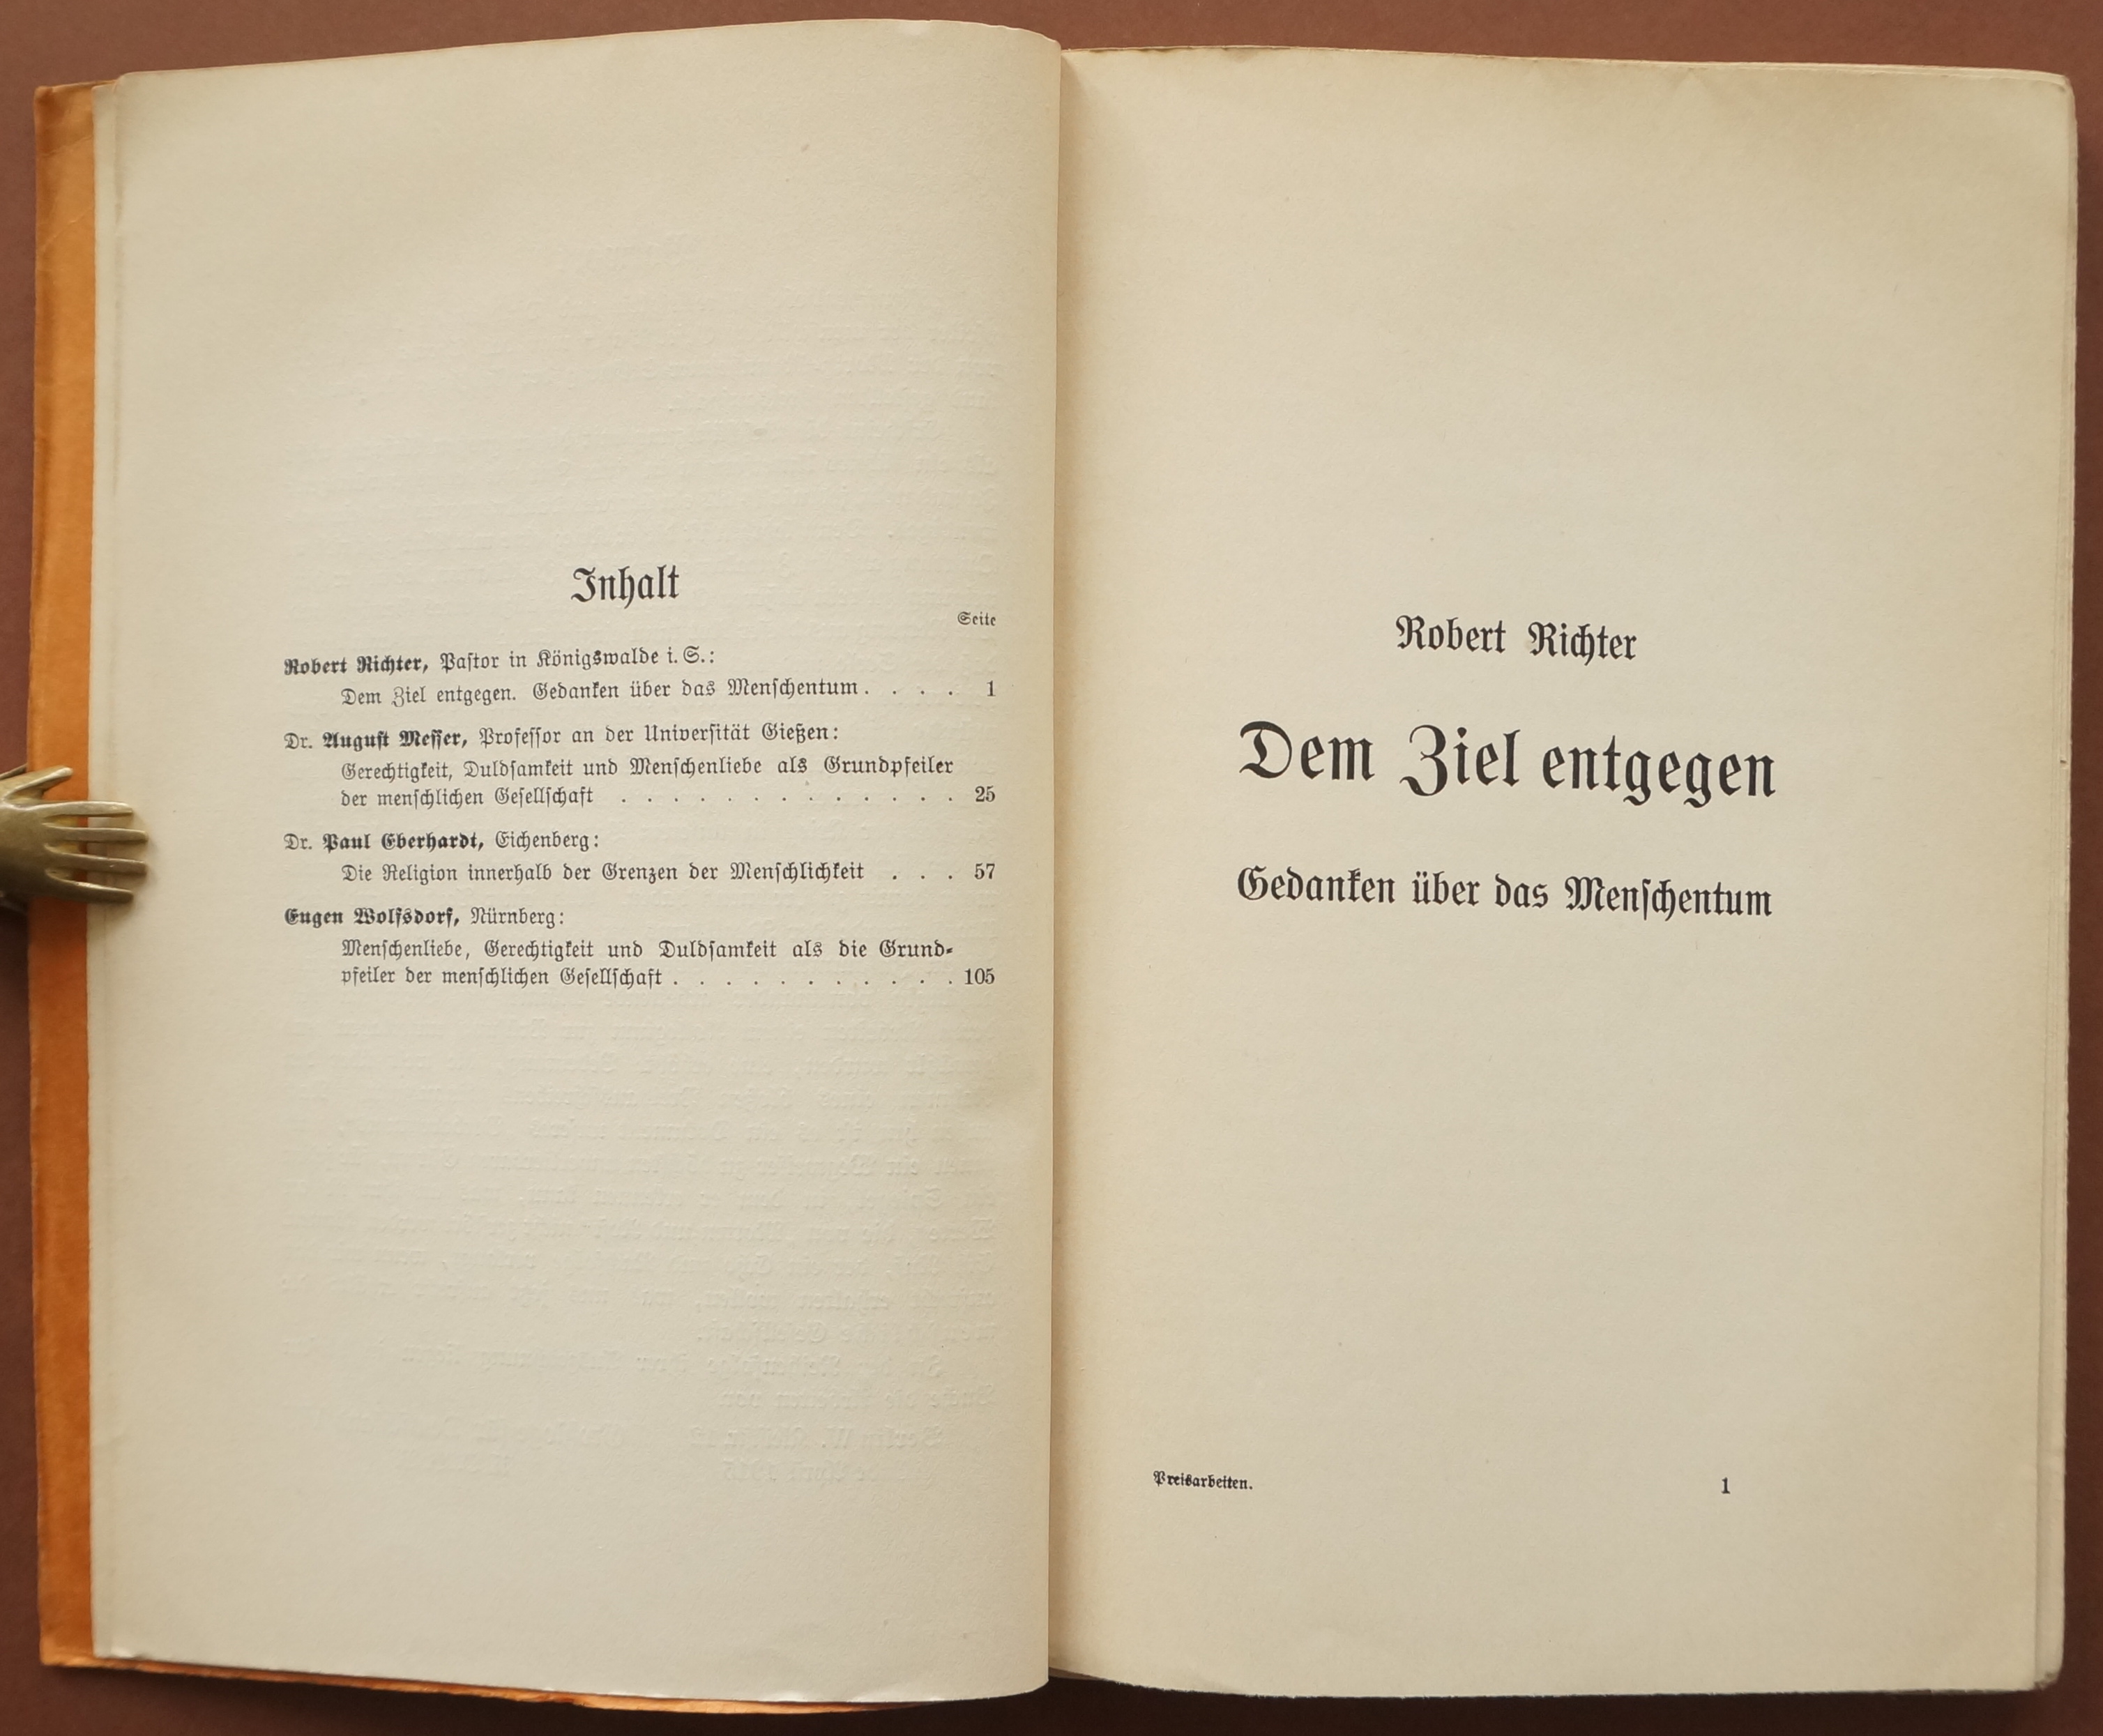 Inhalt
Seite
Robert Richter, Paſtor in Königswalde i. S.:
Dem Ziel entgegen. Gedanken über das Menſchentum . . . . 1
Dr. Auguſt Meſſer, Profeſſor an der Univerſität Gießen:
Gerechtigkeit, Duldſamkeit und Menſchenliebe als Grundpfeiler
der menſchlichen Geſellſchaft . . . . . . . . . . . . . 25
Dr. Paul Eberhardt, Eichenberg:
Die Religion innerhalb der Grenzen der Menſchlichkeit . . . 57
Eugen Wolfsdorf, Nürnberg:
Menſchenliebe, Gerechtigkeit und Duldſamkeit als die Grund-
pfeiler der menſchlichen Geſellſchaft . . . . . . . . . . . 105
Robert Richter
Dem Ziel entgegen
Gedanken über das Menſchentum
Preisarbeiten. 1